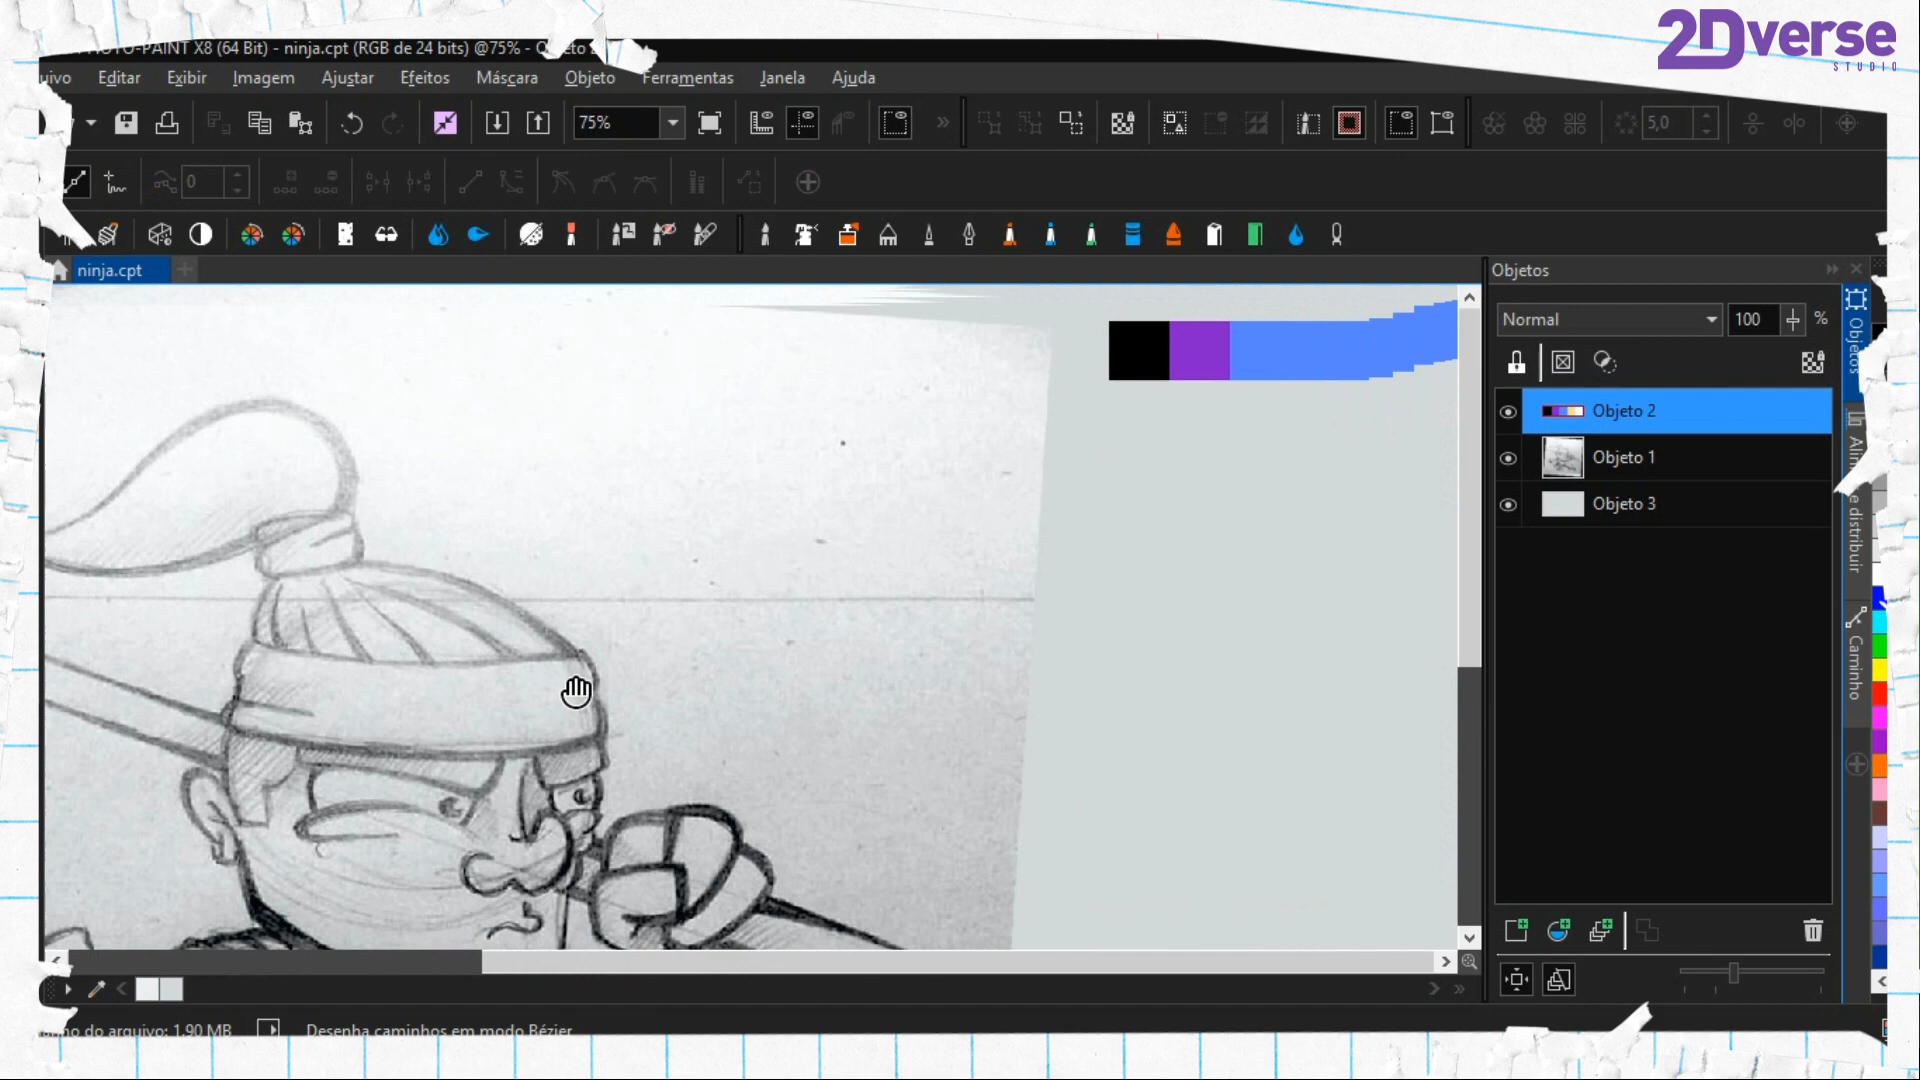 2Dverse
STUDIO
PHOTO-PAINT X8 (64 Bit) - ninja.cpt (RGB de 24 bits) @75% -
Editar Exibir Imagem Ajustar Efeitos Máscara Objeto Ferramentas Janela Ajuda
75%
5,0
0
ninja.cpt
Objetos
Normal 100 %
Objeto 2
Objeto 1
Objeto 3
Objetos
e distribuir
Caminho
do arquivo: 1,90 MB Desenha caminhos em modo Bézier